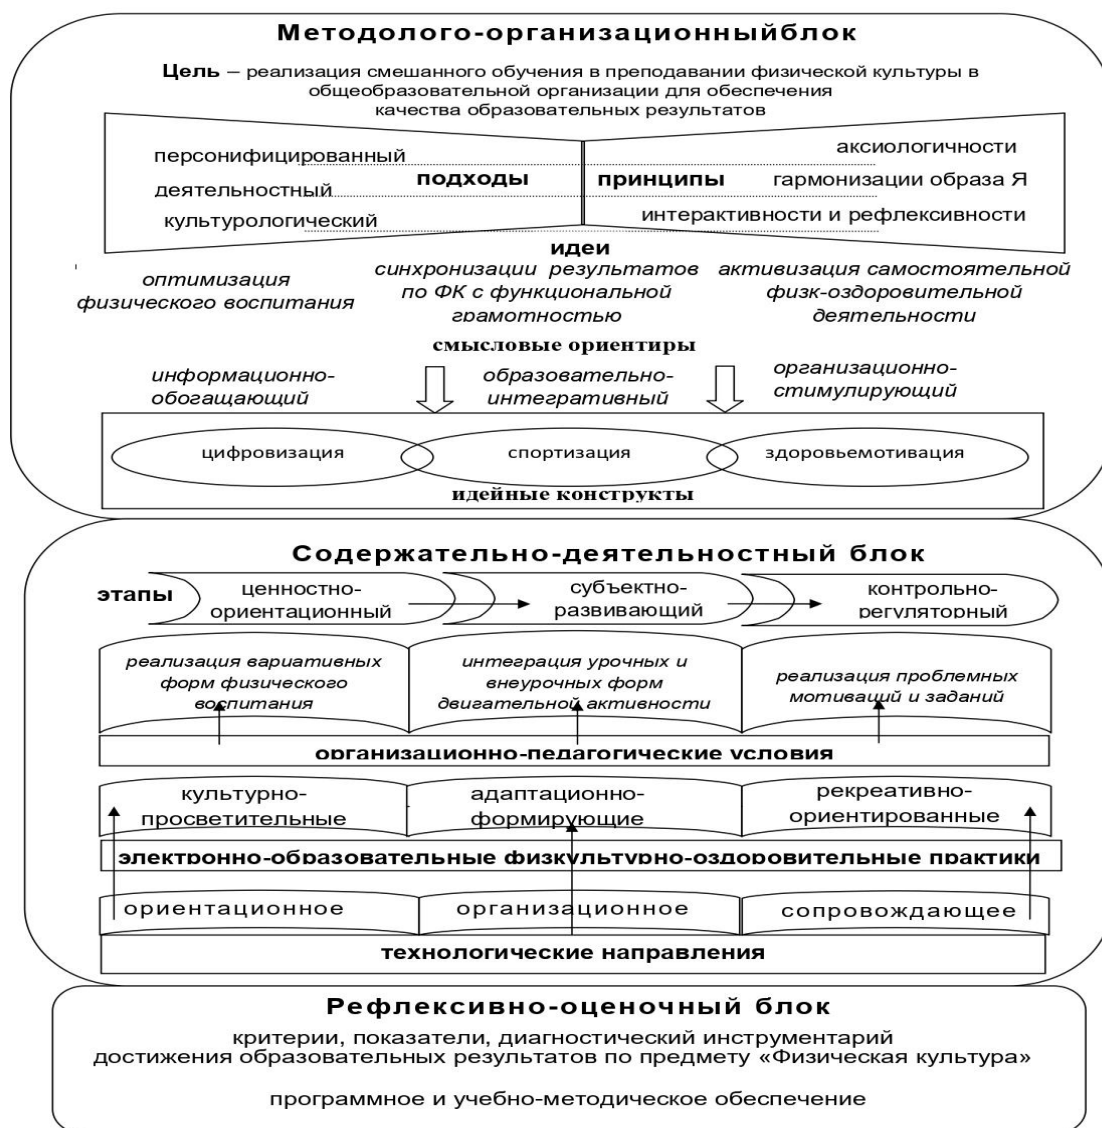 Методолого-организационныйблок
Цель – реализация смешанного обучения в преподавании физической культуры в
общеобразовательной организации для обеспечения
качества образовательных результатов
персонифицированный
аксиологичности
деятельностный
подходы
принципы
гармонизации образа Я
культурологический
интерактивности и рефлексивности
идеи
оптимизация
физического воспитания
синхронизации результатов
по ФК с функциональной
грамотностью
активизация самостоятельной
физк-оздоровительной
деятельности
смысловые ориентиры
информационно-
обогащающий
образовательно-
интегративный
организационно-
стимулирующий
цифровизация
спортизация
здоровьемотивация
идейные конструкты
Содержательно-деятельностный блок
этапы
ценностно-
ориентационный
субъектно-
развивающий
контрольно-
регуляторный
реализация вариативных
форм физического
воспитания
интеграция урочных и
внеурочных форм
двигательной активности
реализация проблемных
мотиваций и заданий
организационно-педагогические условия
культурно-
просветительные
адаптационно-
формирующие
рекреативно-
ориентированные
электронно-образовательные физкультурно-оздоровительные практики
ориентационное
организационное
сопровождающее
технологические направления
Рефлексивно-оценочный блок
критерии, показатели, диагностический инструментарий
достижения образовательных результатов по предмету «Физическая культура»
программное и учебно-методическое обеспечение